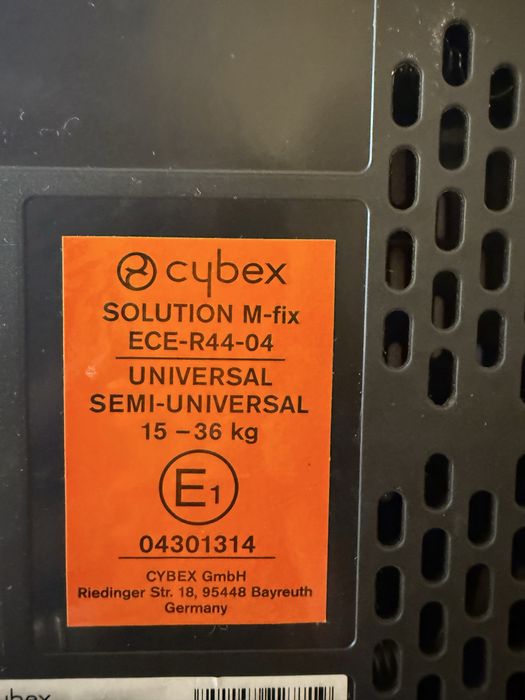 cybex
SOLUTION M-fix
ECE-R44-04
UNIVERSAL
SEMI-UNIVERSAL
15 – 36 kg
E1
04301314
CYBEX GmbH
Riedinger Str. 18, 95448 Bayreuth
Germany
cybex